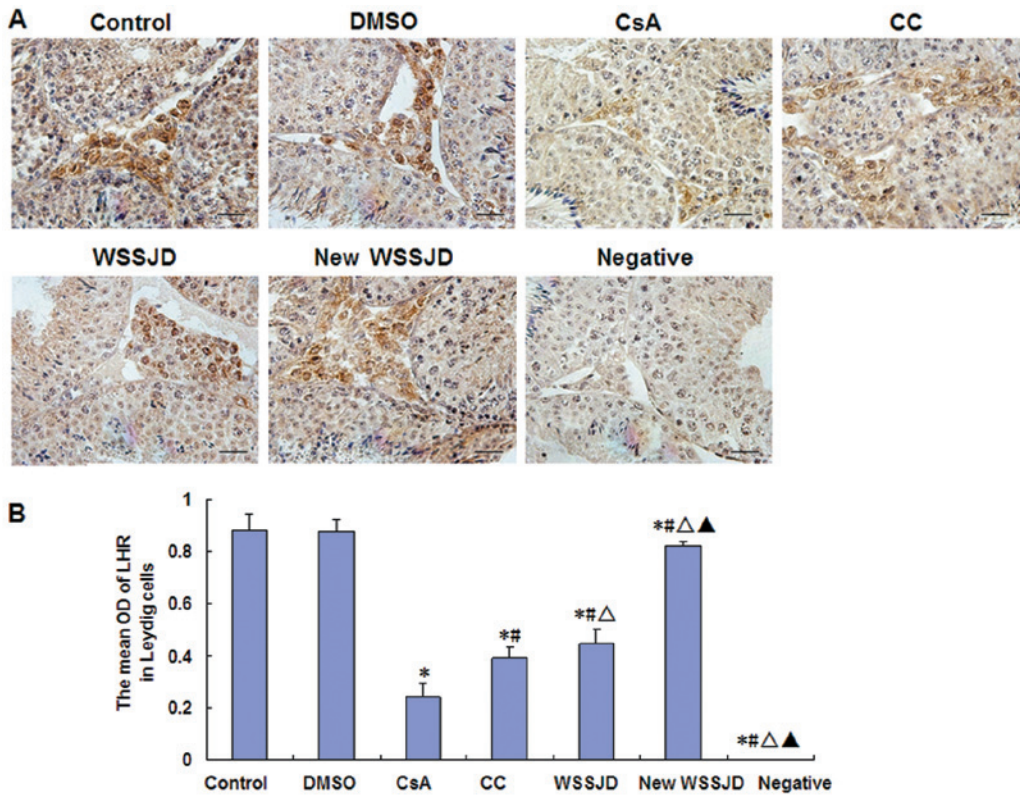 A
Control DMSO CsA CC
WSSJD New WSSJD Negative
B
The mean OD of LHR
in Leydig cells
1
0.8
0.6
0.4
0.2
0
*
*#
*#△
*#△▲
*#△▲
Control DMSO CsA CC WSSJD New WSSJD Negative